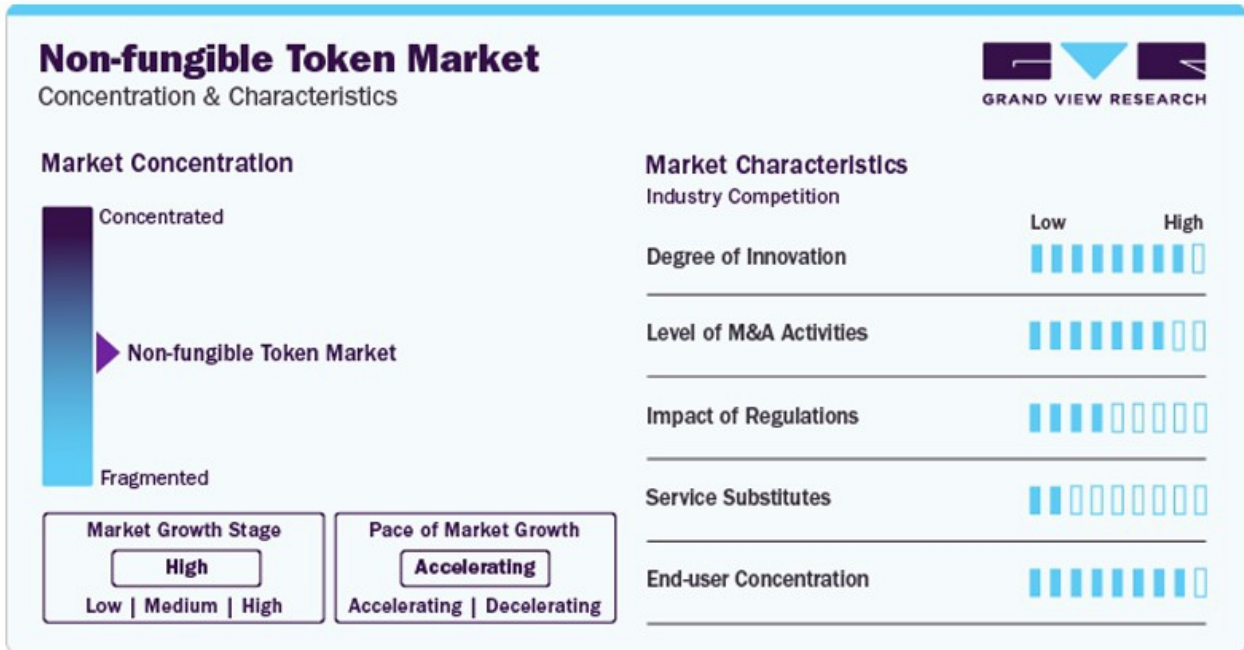 Non-fungible Token Market
Concentration & Characteristics
GRAND VIEW RESEARCH
Market Concentration
Concentrated
Non-fungible Token Market
Fragmented
Market Growth Stage
High
Low | Medium | High
Pace of Market Growth
Accelerating
Accelerating | Decelerating
Market Characteristics
Industry Competition
Low High
Degree of Innovation
Level of M&A Activities
Impact of Regulations
Service Substitutes
End-user Concentration